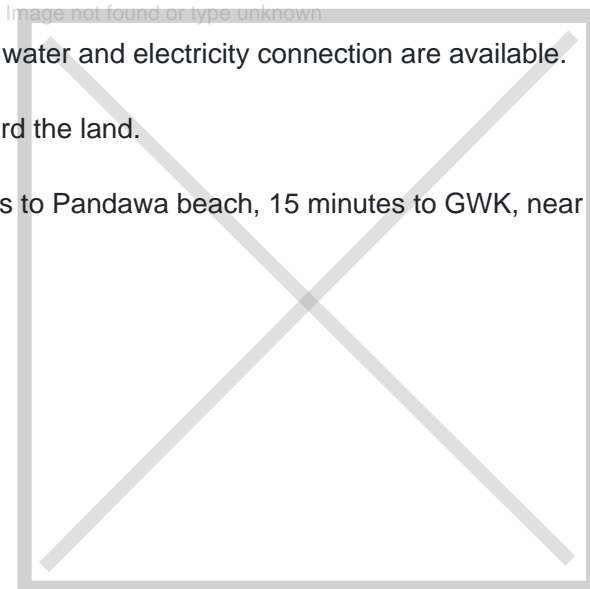 Image not found or type unknown
water and electricity connection are available.
rd the land.
s to Pandawa beach, 15 minutes to GWK, near